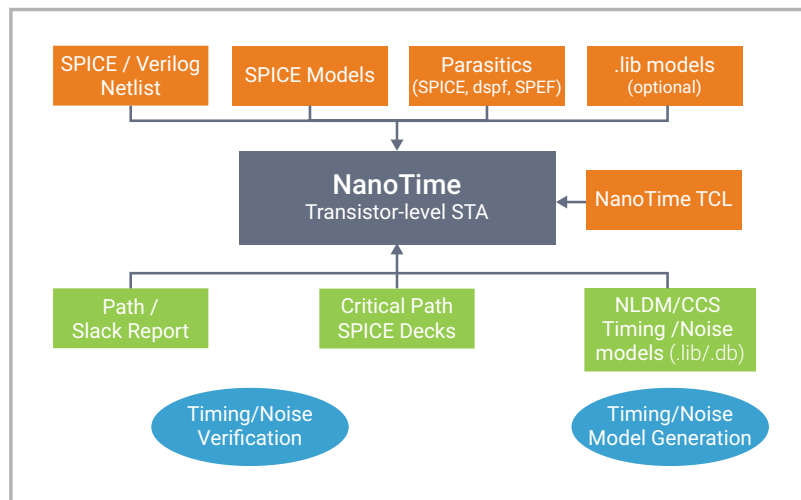 SPICE / Verilog
Netlist
SPICE Models
Parasitics
(SPICE, dspf, SPEF)
.lib models
(optional)
NanoTime
Transistor-level STA
NanoTime TCL
Path /
Slack Report
Critical Path
SPICE Decks
NLDM/CCS
Timing /Noise
models (.lib/.db)
Timing/Noise
Verification
Timing/Noise
Model Generation